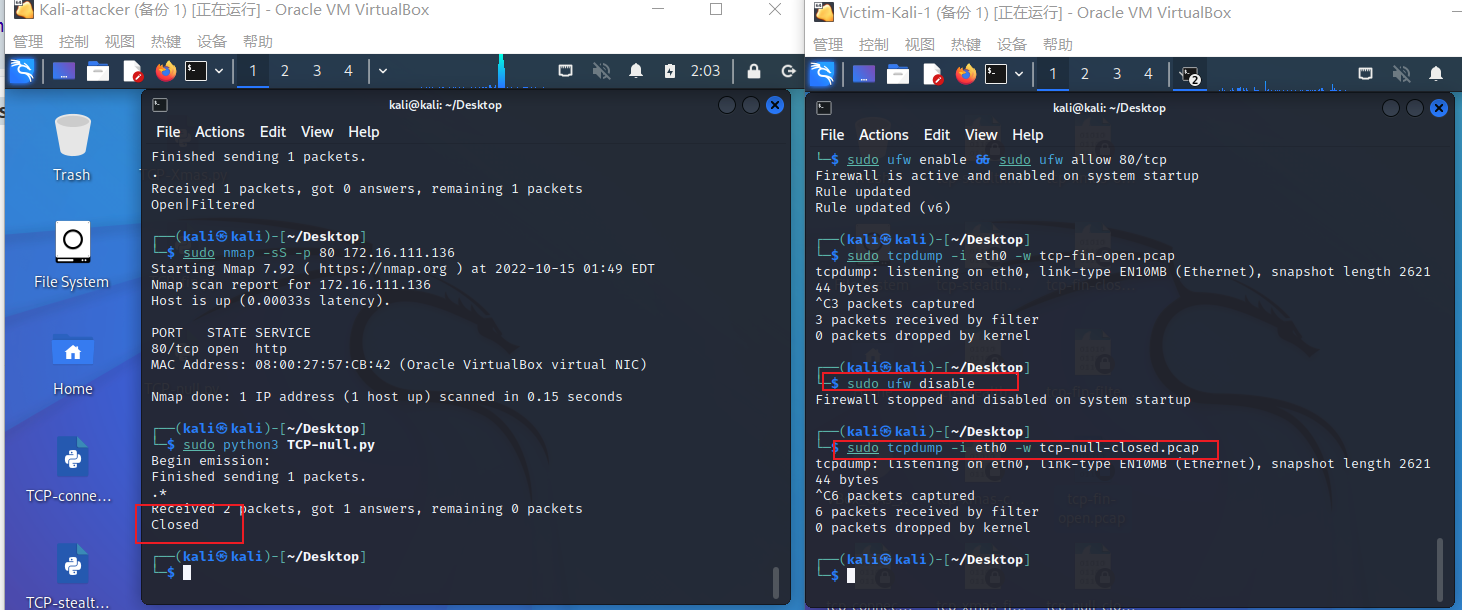 Kali-attacker (备份 1) [正在运行] - Oracle VM VirtualBox
管理 控制 视图 热键 设备 帮助
1 2 3 4 2:03
Trash
File System
Home
TCP-conne...
TCP-stealt...
kali@kali: ~/Desktop
File Actions Edit View Help
Finished sending 1 packets.
.
Received 1 packets, got 0 answers, remaining 1 packets
Open|Filtered
┌──(kali㉿kali)-[~/Desktop]
└─$ sudo nmap -sS -p 80 172.16.111.136
Starting Nmap 7.92 ( https://nmap.org ) at 2022-10-15 01:49 EDT
Nmap scan report for 172.16.111.136
Host is up (0.00033s latency).
PORT   STATE SERVICE
80/tcp open  http
MAC Address: 08:00:27:57:CB:42 (Oracle VirtualBox virtual NIC)
Nmap done: 1 IP address (1 host up) scanned in 0.15 seconds
┌──(kali㉿kali)-[~/Desktop]
└─$ sudo python3 TCP-null.py
Begin emission:
Finished sending 1 packets.
.*
Received 2 packets, got 1 answers, remaining 0 packets
Closed
┌──(kali㉿kali)-[~/Desktop]
└─$
Victim-Kali-1 (备份 1) [正在运行] - Oracle VM VirtualBox
管理 控制 视图 热键 设备 帮助
1 2 3 4 2
kali@kali: ~/Desktop
File Actions Edit View Help
└─$ sudo ufw enable && sudo ufw allow 80/tcp
Firewall is active and enabled on system startup
Rule updated
Rule updated (v6)
┌──(kali㉿kali)-[~/Desktop]
└─$ sudo tcpdump -i eth0 -w tcp-fin-open.pcap
tcpdump: listening on eth0, link-type EN10MB (Ethernet), snapshot length 2621
44 bytes
^C3 packets captured
3 packets received by filter
0 packets dropped by kernel
┌──(kali㉿kali)-[~/Desktop]
└─$ sudo ufw disable
Firewall stopped and disabled on system startup
┌──(kali㉿kali)-[~/Desktop]
└─$ sudo tcpdump -i eth0 -w tcp-null-closed.pcap
tcpdump: listening on eth0, link-type EN10MB (Ethernet), snapshot length 2621
44 bytes
^C6 packets captured
6 packets received by filter
0 packets dropped by kernel
┌──(kali㉿kali)-[~/Desktop]
└─$